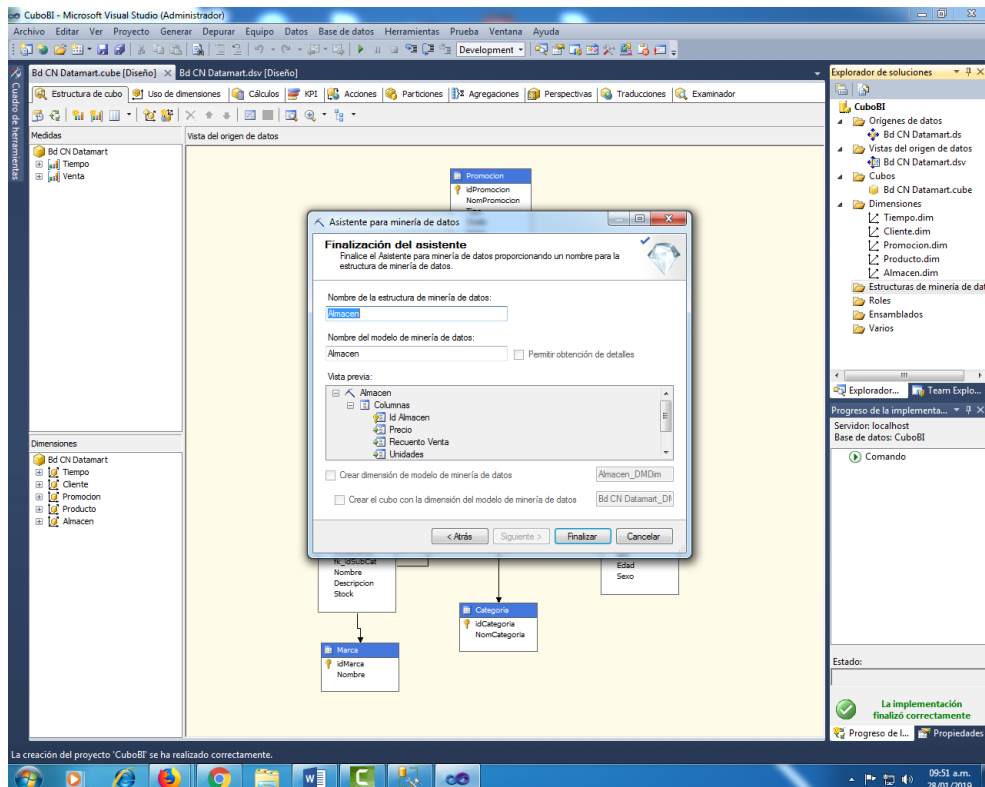 CuboBI - Microsoft Visual Studio (Administrador)
Archivo Editar Ver Proyecto Generar Depurar Equipo Datos Base de datos Herramientas Prueba Ventana Ayuda
Development
Cuadro de herramientas
Bd CN Datamart.cube [Diseño] Bd CN Datamart.dsv [Diseño]
Estructura de cubo Uso de dimensiones Cálculos KPI Acciones Particiones Agregaciones Perspectivas Traducciones Examinador
Medidas
Bd CN Datamart
Tiempo
Venta
Dimensiones
Bd CN Datamart
Tiempo
Cliente
Promocion
Producto
Almacen
Vista del origen de datos
Promocion
idPromocion
NomPromocion
Asistente para minería de datos
Finalización del asistente
Finalice el Asistente para minería de datos proporcionando un nombre para la
estructura de minería de datos.
Nombre de la estructura de minería de datos:
Almacen
Nombre del modelo de minería de datos:
Almacen
Permitir obtención de detalles
Vista previa:
Almacen
Columnas
Id Almacen
Precio
Recuento Venta
Unidades
Crear dimensión de modelo de minería de datos Almacen_DMDim
Crear el cubo con la dimensión del modelo de minería de datos Bd CN Datamart_DM
< Atrás Siguiente > Finalizar Cancelar
fk_idSubCat
Nombre
Descripcion
Stock
Edad
Sexo
Categoria
idCategoria
NomCategoria
Marca
idMarca
Nombre
Explorador de soluciones
CuboBI
Orígenes de datos
Bd CN Datamart.ds
Vistas del origen de datos
Bd CN Datamart.dsv
Cubos
Bd CN Datamart.cube
Dimensiones
Tiempo.dim
Cliente.dim
Promocion.dim
Producto.dim
Almacen.dim
Estructuras de minería de dat
Roles
Ensamblados
Varios
Explorador... Team Explo...
Progreso de la implementa...
Servidor: localhost
Base de datos: CuboBI
Comando
Estado:
La implementación
finalizó correctamente
Progreso de l... Propiedades
La creación del proyecto 'CuboBI' se ha realizado correctamente.
09:51 a.m.
28/01/2019